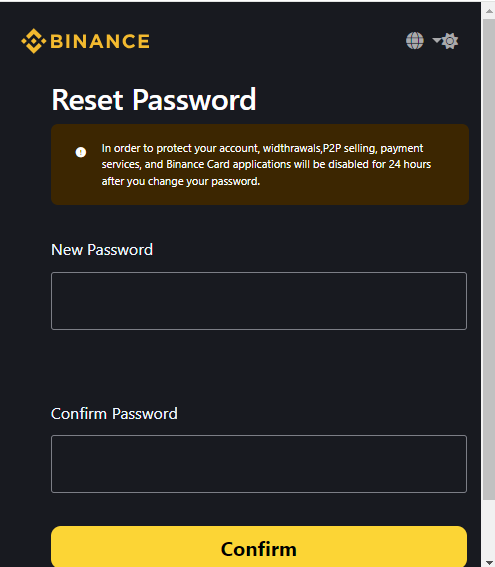 BINANCE
Reset Password
In order to protect your account, widthrawals,P2P selling, payment
services, and Binance Card applications will be disabled for 24 hours
after you change your password.
New Password
Confirm Password
Confirm